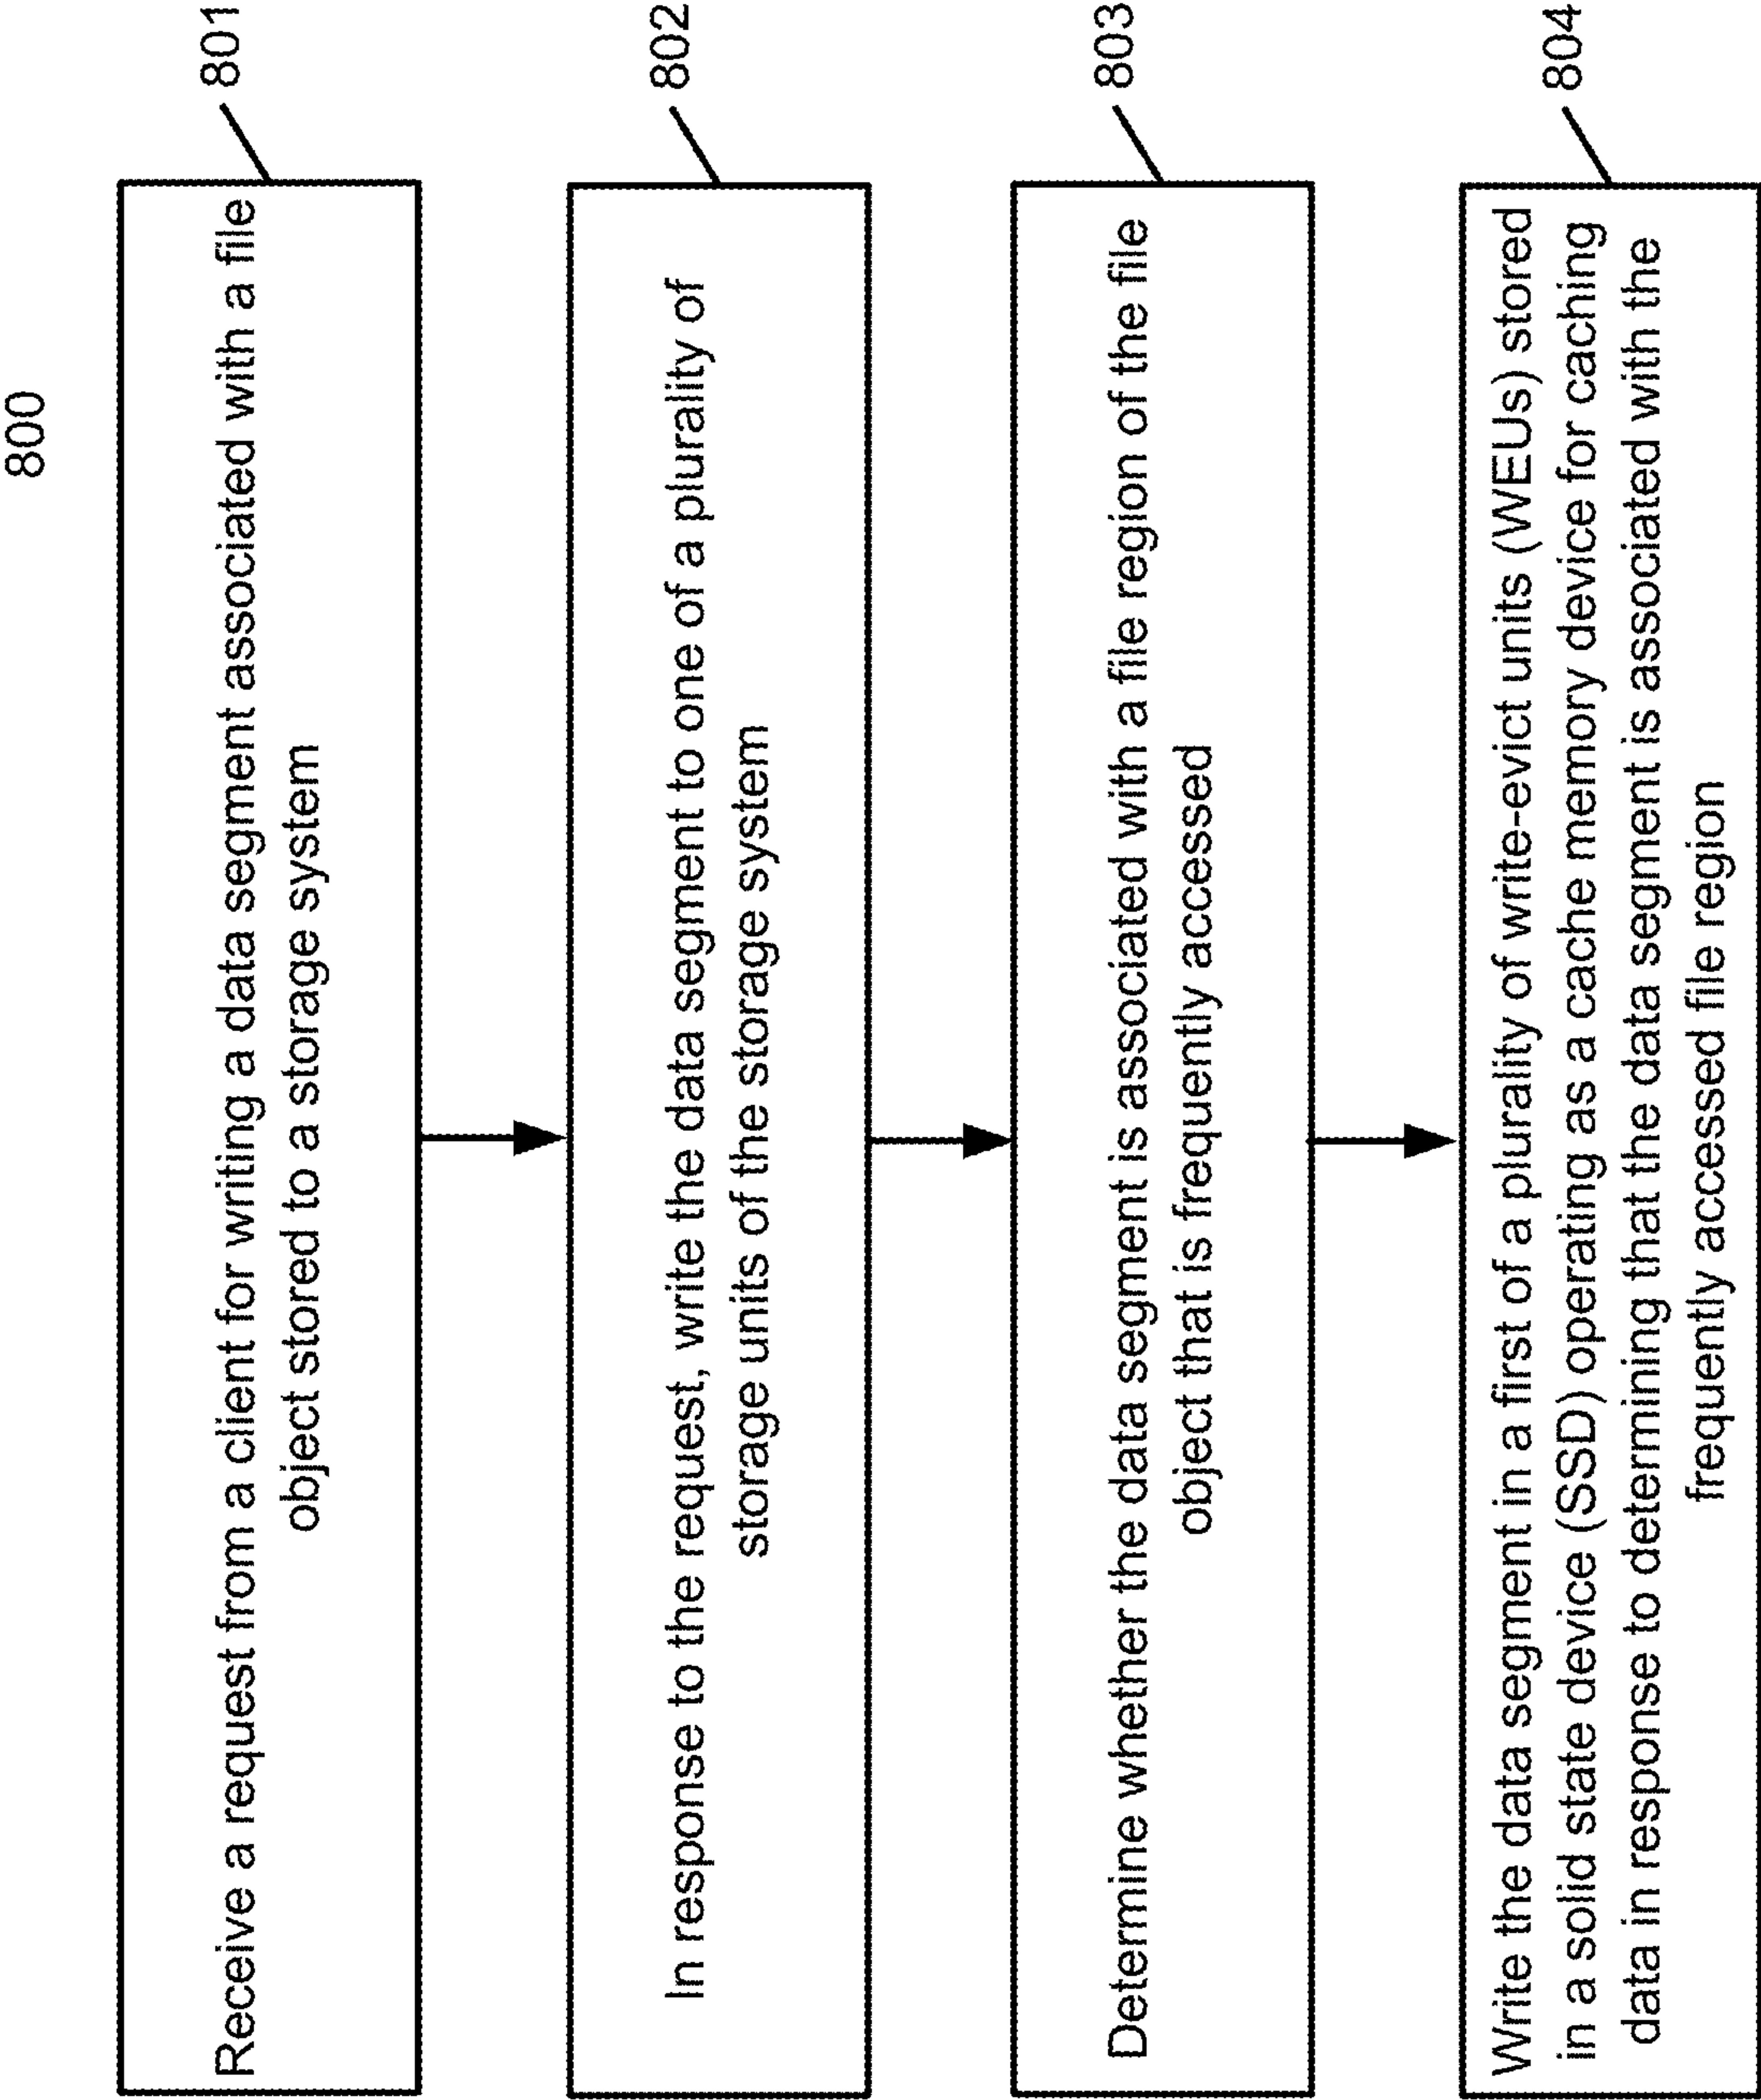 800
801
Receive a request from a client for writing a data segment associated with a file
object stored to a storage system
802
In response to the request, write the data segment to one of a plurality of
storage units of the storage system
803
Determine whether the data segment is associated with a file region of the file
object that is frequently accessed
804
Write the data segment in a first of a plurality of write-evict units (WEUs) stored
in a solid state device (SSD) operating as a cache memory device for caching
data in response to determining that the data segment is associated with the
frequently accessed file region